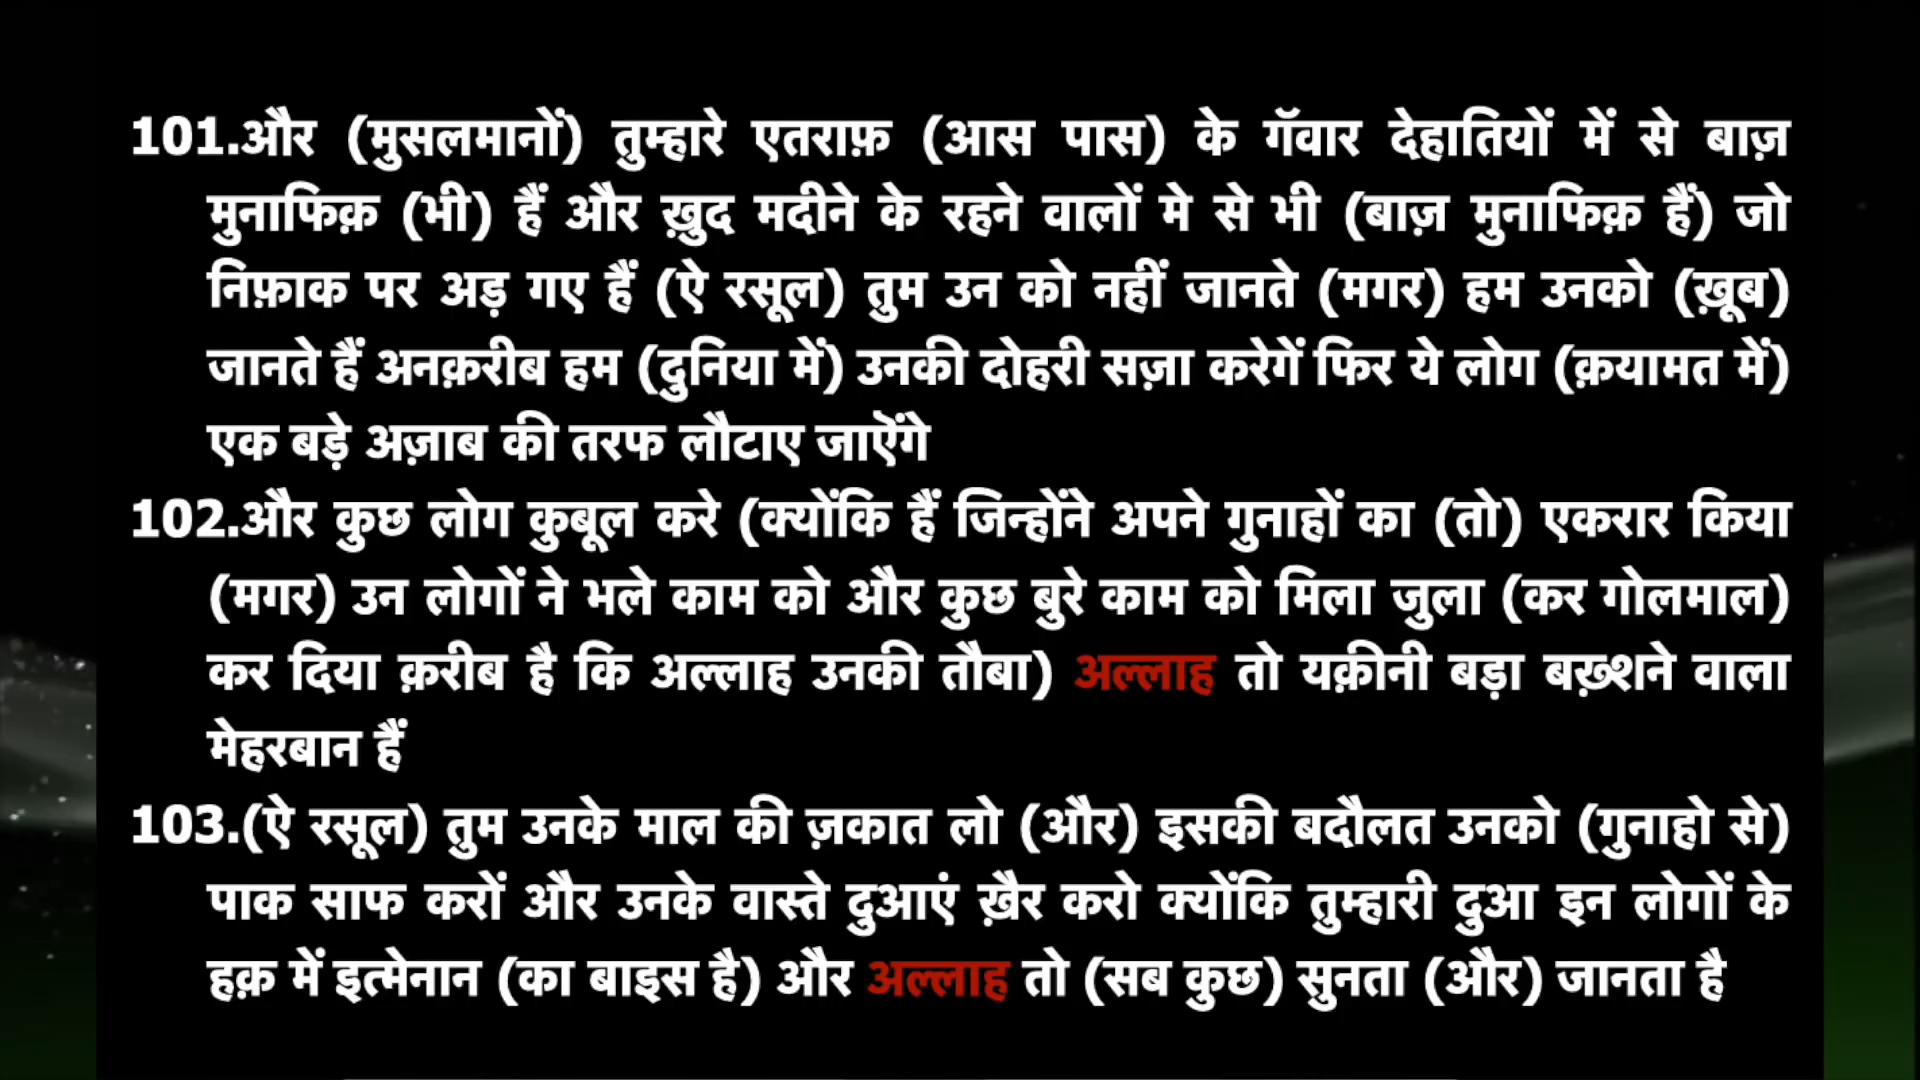 101.और (मुसलमानों) तुम्हारे एतराफ़ (आस पास) के गॅवार देहातियों में से बाज़
मुनाफिक़ (भी) हैं और ख़ुद मदीने के रहने वालों मे से भी (बाज़ मुनाफिक़ हैं) जो
निफ़ाक पर अड़ गए हैं (ऐ रसूल) तुम उन को नहीं जानते (मगर) हम उनको (ख़ूब)
जानते हैं अनक़रीब हम (दुनिया में) उनकी दोहरी सज़ा करेगें फिर ये लोग (क़यामत में)
एक बड़े अज़ाब की तरफ लौटाए जाऎंगे
102.और कुछ लोग कुबूल करे (क्योंकि हैं जिन्होंने अपने गुनाहों का (तो) एकरार किया
(मगर) उन लोगों ने भले काम को और कुछ बुरे काम को मिला जुला (कर गोलमाल)
कर दिया क़रीब है कि अल्लाह उनकी तौबा) अल्लाह तो यक़ीनी बड़ा बख़्शने वाला
मेहरबान हैं
103.(ऐ रसूल) तुम उनके माल की ज़कात लो (और) इसकी बदौलत उनको (गुनाहो से)
पाक साफ करों और उनके वास्ते दुआएं ख़ैर करो क्योंकि तुम्हारी दुआ इन लोगों के
हक़ में इत्मेनान (का बाइस है) और अल्लाह तो (सब कुछ) सुनता (और) जानता है